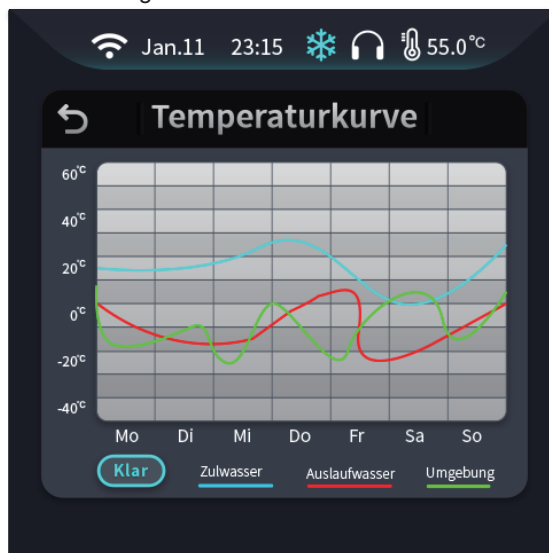 Jan.11 23:15 55.0°C
Temperaturkurve
60°C
40°C
20°C
0°C
-20°C
-40°C
Mo Di Mi Do Fr Sa So
Klar Zulwasser Auslaufwasser Umgebung